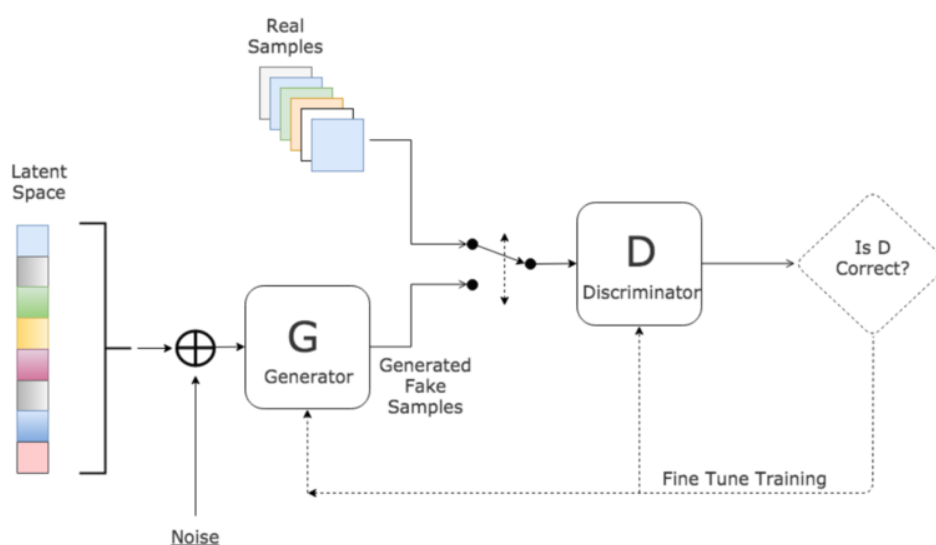 Real
Samples
Latent
Space
Is D
Correct?
D
Discriminator
G
Generator
Generated
Fake
Samples
Fine Tune Training
Noise